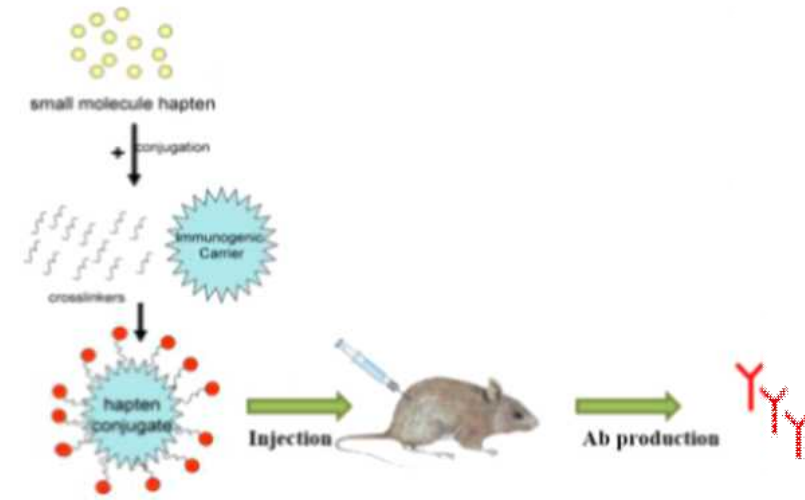 small molecule hapten
+ conjugation
Immunogenic
Carrier
crosslinkers
hapten
conjugate
Injection
Ab production